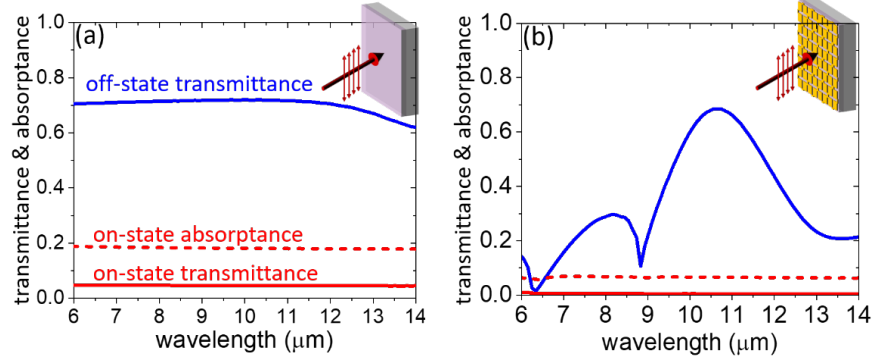 (a)
off-state transmittance
on-state absorptance
on-state transmittance
transmittance & absorptance
1.0
0.8
0.6
0.4
0.2
0.0
6 7 8 9 10 11 12 13 14
wavelength (μm)
(b)
transmittance & absorptance
1.0
0.8
0.6
0.4
0.2
0.0
6 7 8 9 10 11 12 13 14
wavelength (μm)